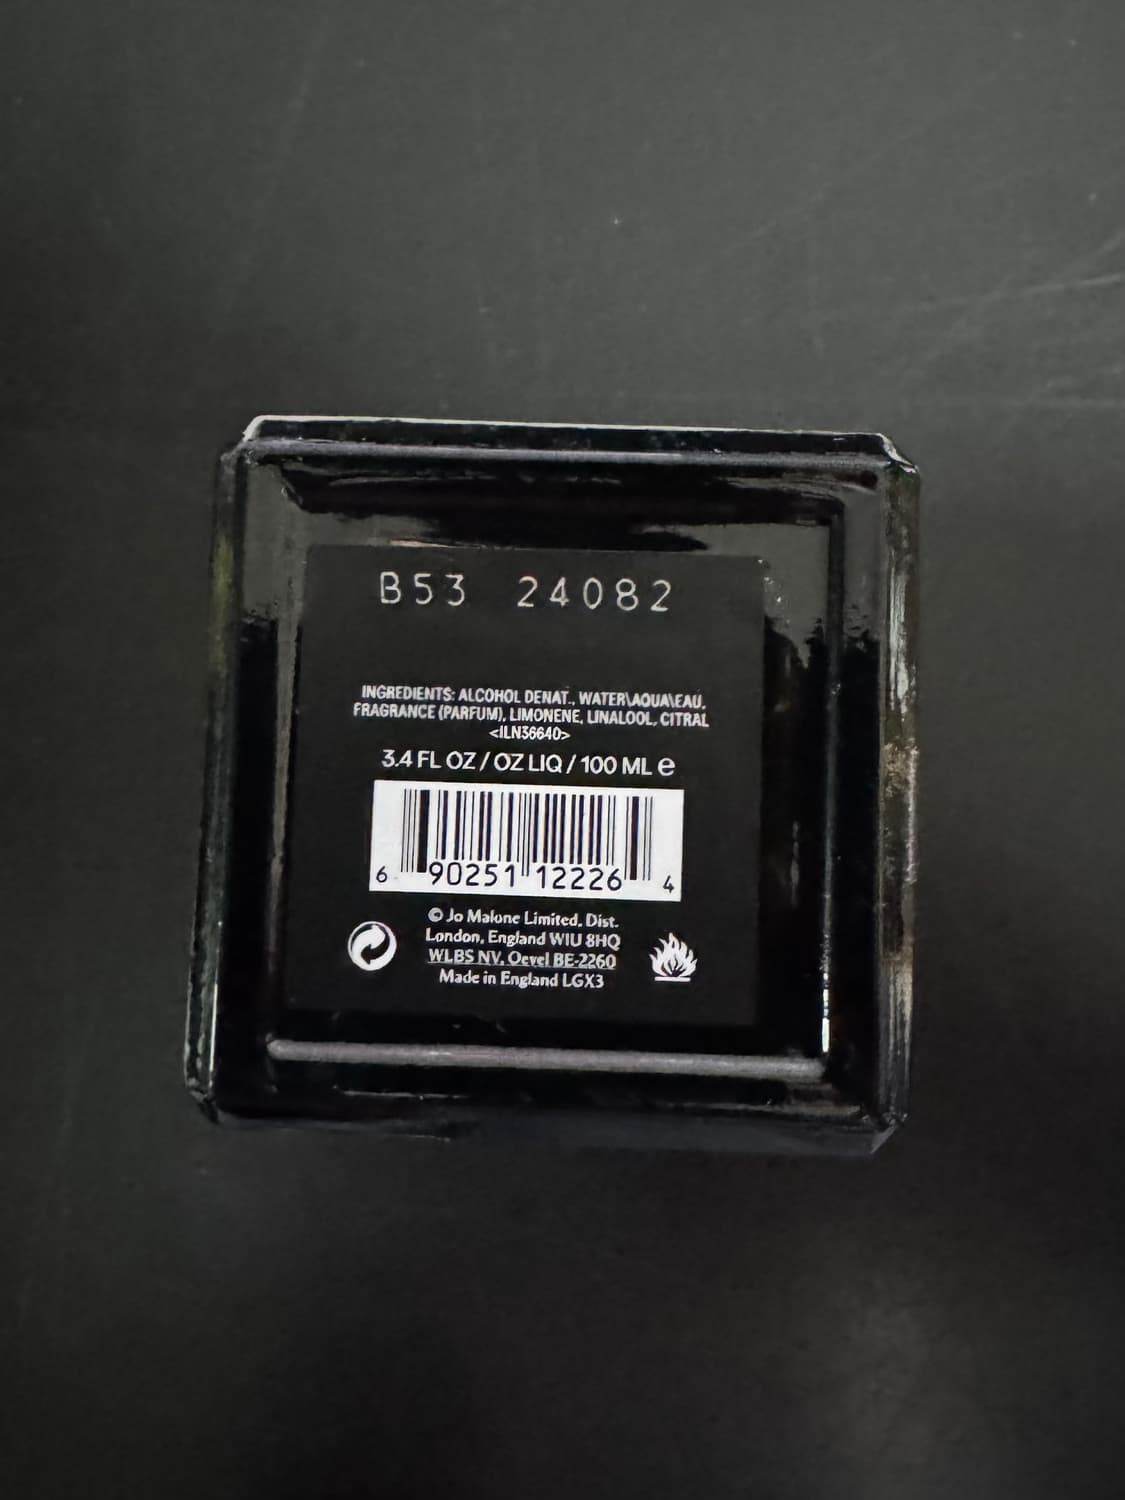 B53 24082
INGREDIENTS: ALCOHOL DENAT., WATER\AQUA\EAU,
FRAGRANCE (PARFUM), LIMONENE, LINALOOL, CITRAL
<ILN36640>
3.4 FL OZ / OZ LIQ / 100 ML e
6 90251 12226 4
© Jo Malone Limited, Dist.
London, England W1U 8HQ
WLBS NV, Oevel BE-2260
Made in England LGX3